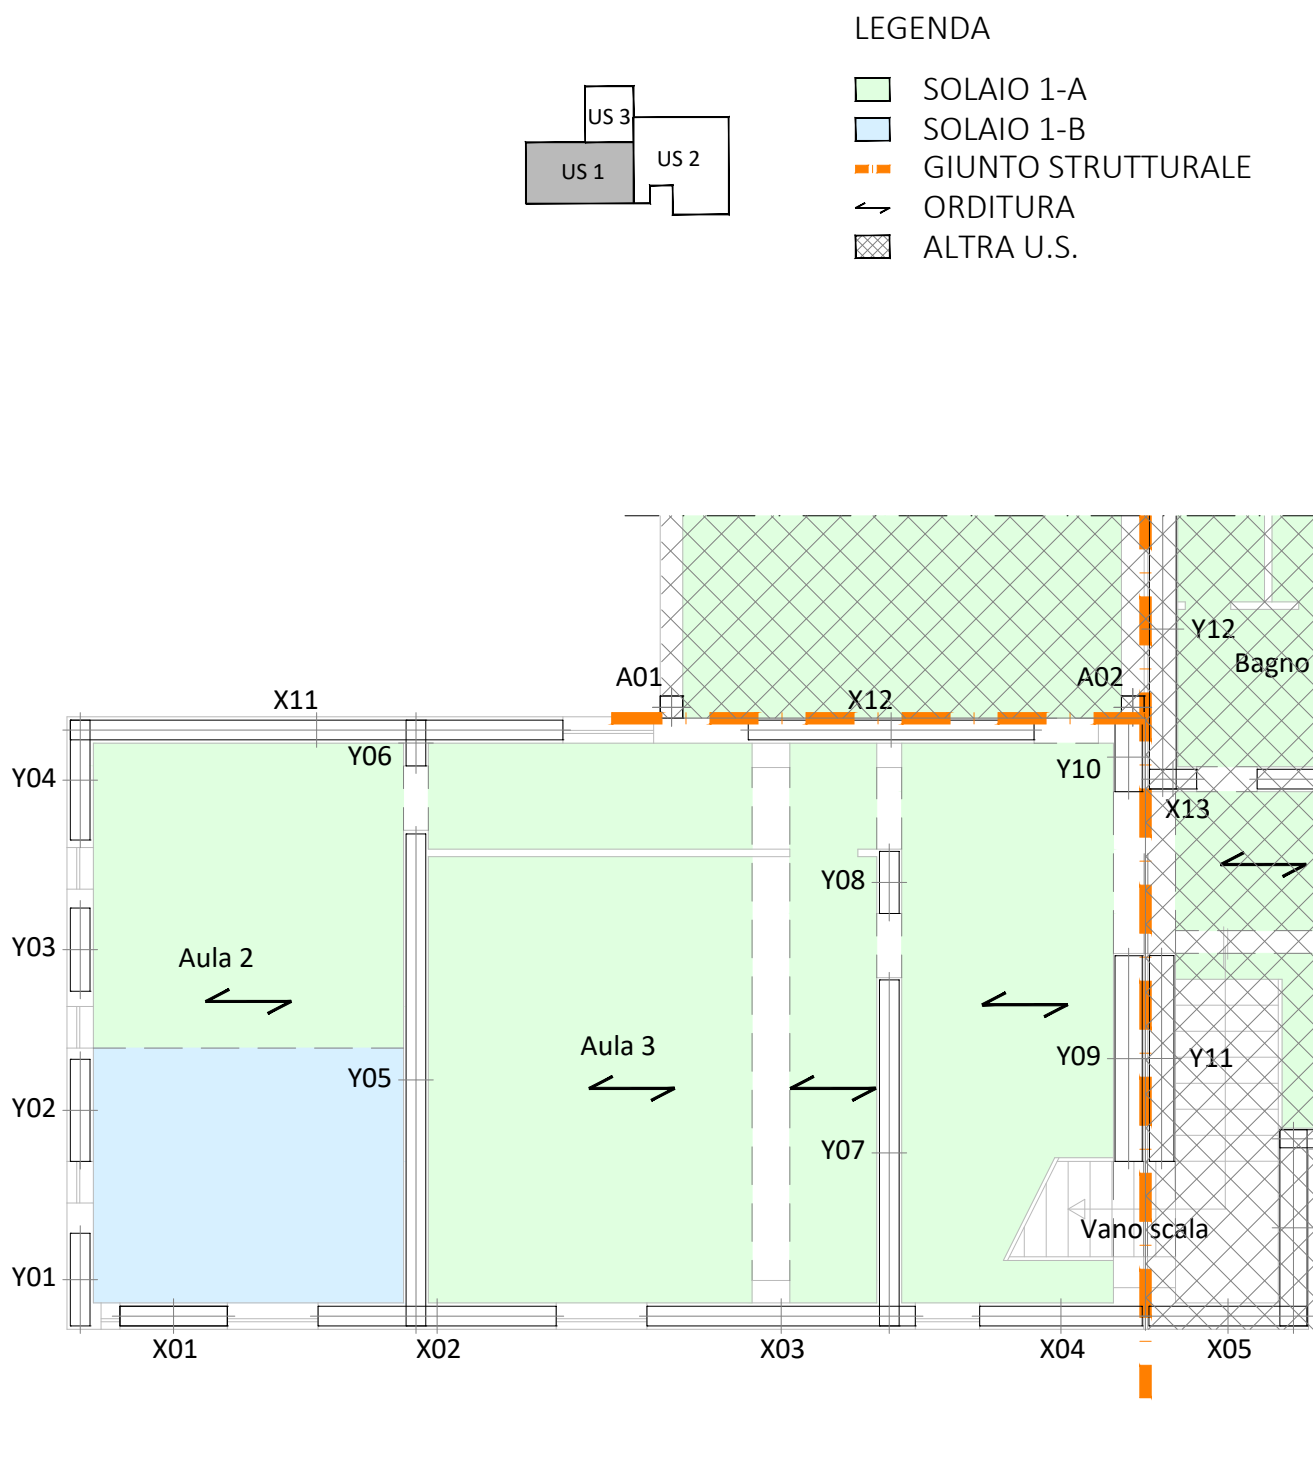 LEGENDA
SOLAIO 1-A
SOLAIO 1-B
GIUNTO STRUTTURALE
ORDITURA
ALTRA U.S.
US 3
US 2
US 1
Y12
Bagno
A01
A02
X11
X12
Y06
Y10
Y04
X13
Y08
Y03
Aula 2
Aula 3
Y09
Y11
Y05
Y02
Y07
Vano scala
Y01
X01
X02
X03
X04
X05